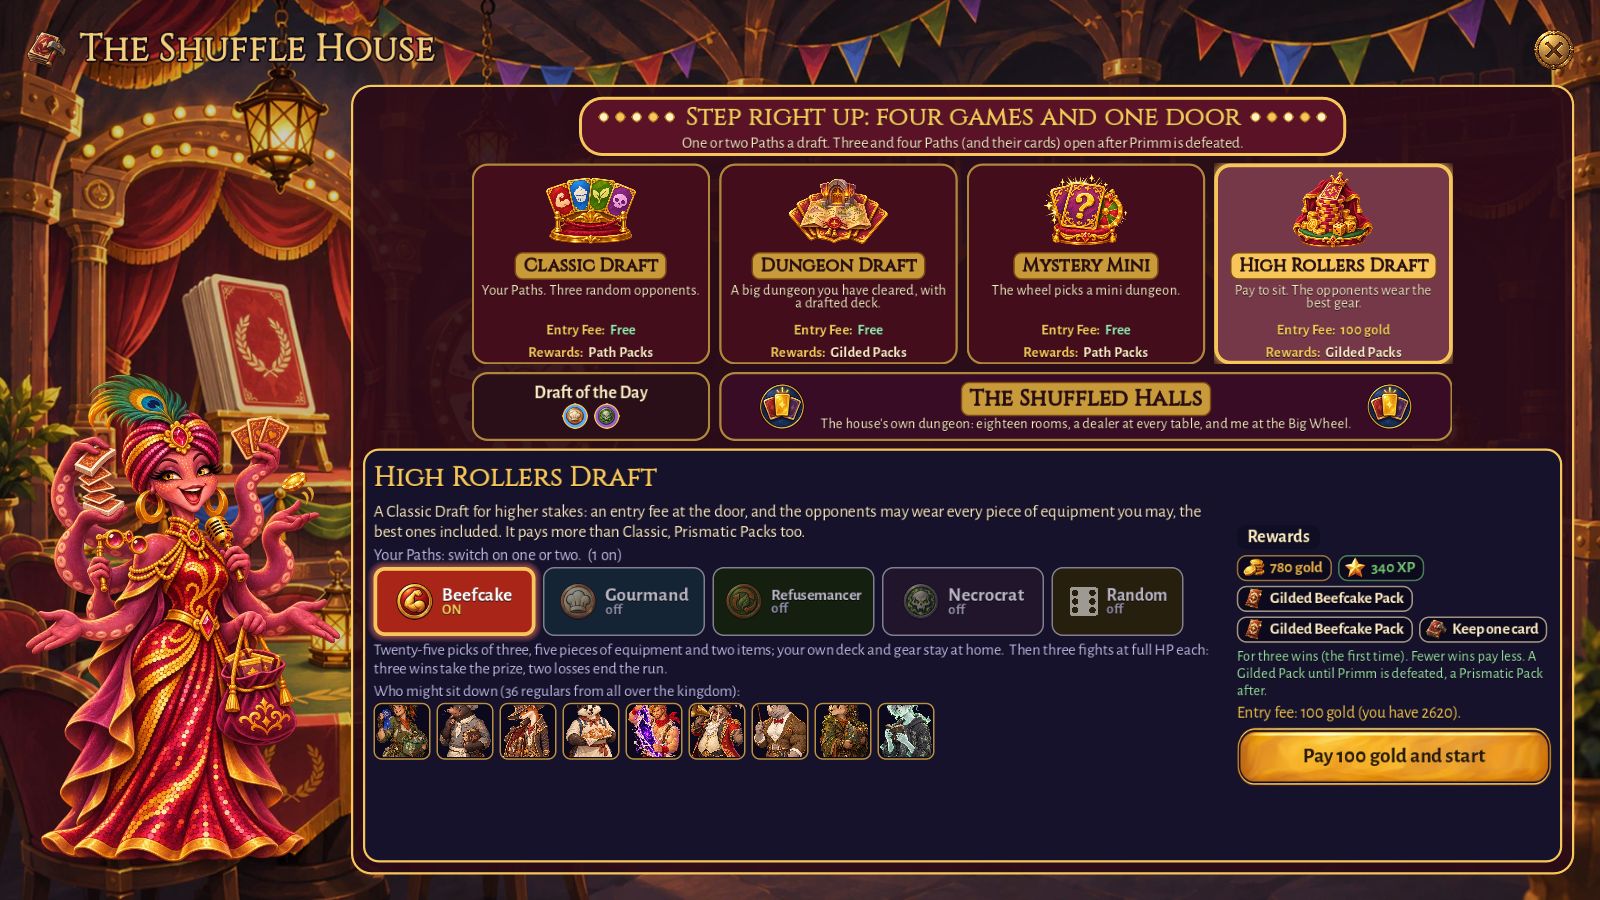 The Shuffle House
Step right up: four games and one door
One or two Paths a draft. Three and four Paths (and their cards) open after Primm is defeated.
Classic Draft
Your Paths. Three random opponents.
Entry Fee: Free
Rewards: Path Packs
Dungeon Draft
A big dungeon you have cleared, with
a drafted deck.
Entry Fee: Free
Rewards: Gilded Packs
Mystery Mini
The wheel picks a mini dungeon.
Entry Fee: Free
Rewards: Path Packs
High Rollers Draft
Pay to sit. The opponents wear the
best gear.
Entry Fee: 100 gold
Rewards: Gilded Packs
Draft of the Day
The Shuffled Halls
The house's own dungeon: eighteen rooms, a dealer at every table, and me at the Big Wheel.
High Rollers Draft
A Classic Draft for higher stakes: an entry fee at the door, and the opponents may wear every piece of equipment you may, the
best ones included. It pays more than Classic, Prismatic Packs too.
Your Paths: switch on one or two. (1 on)
Beefcake
ON
Gourmand
off
Refusemancer
off
Necrocrat
off
Random
off
Twenty-five picks of three, five pieces of equipment and two items; your own deck and gear stay at home. Then three fights at full HP each:
three wins take the prize, two losses end the run.
Who might sit down (36 regulars from all over the kingdom):
Rewards
780 gold
340 XP
Gilded Beefcake Pack
Gilded Beefcake Pack
Keep one card
For three wins (the first time). Fewer wins pay less. A
Gilded Pack until Primm is defeated, a Prismatic Pack
after.
Entry fee: 100 gold (you have 2620).
Pay 100 gold and start